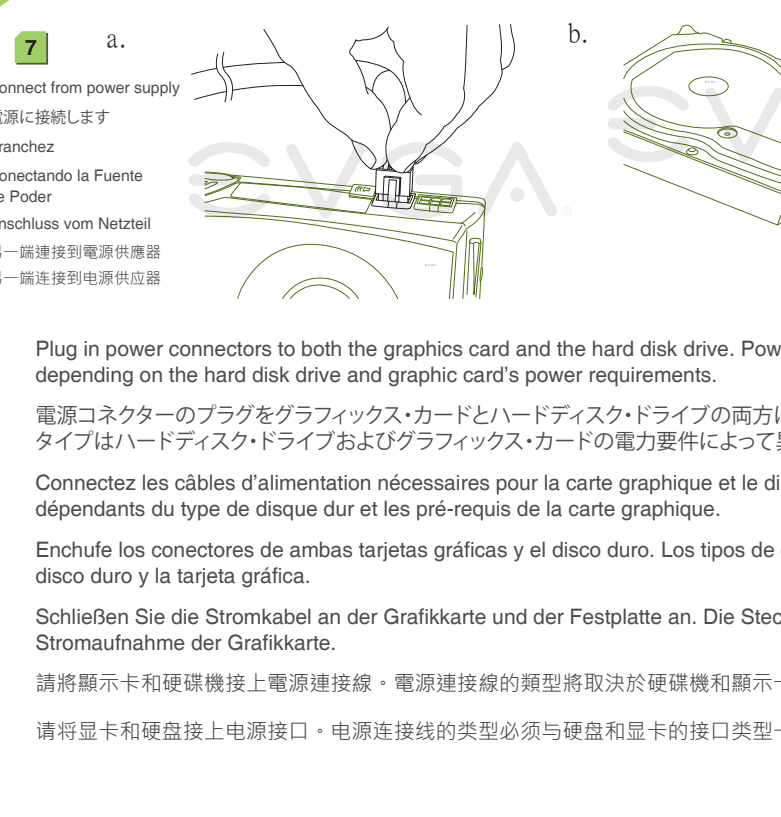 7
a.
b.
onnect from power supply
電源に接続します
ranchez
onectando la Fuente
e Poder
nschluss vom Netzteil
另一端連接到電源供應器
另一端连接到电源供应器
EVGA
Plug in power connectors to both the graphics card and the hard disk drive. Pow
depending on the hard disk drive and graphic card's power requirements.
電源コネクターのプラグをグラフィックス・カードとハードディスク・ドライブの両方に
タイプはハードディスク・ドライブおよびグラフィックス・カードの電力要件によって異
Connectez les câbles d'alimentation nécessaires pour la carte graphique et le di
dépendants du type de disque dur et les pré-requis de la carte graphique.
Enchufe los conectores de ambas tarjetas gráficas y el disco duro. Los tipos de
disco duro y la tarjeta gráfica.
Schließen Sie die Stromkabel an der Grafikkarte und der Festplatte an. Die Stec
Stromaufnahme der Grafikkarte.
請將顯示卡和硬碟機接上電源連接線。電源連接線的類型將取決於硬碟機和顯示卡
请将显卡和硬盘接上电源接口。电源连接线的类型必须与硬盘和显卡的接口类型一